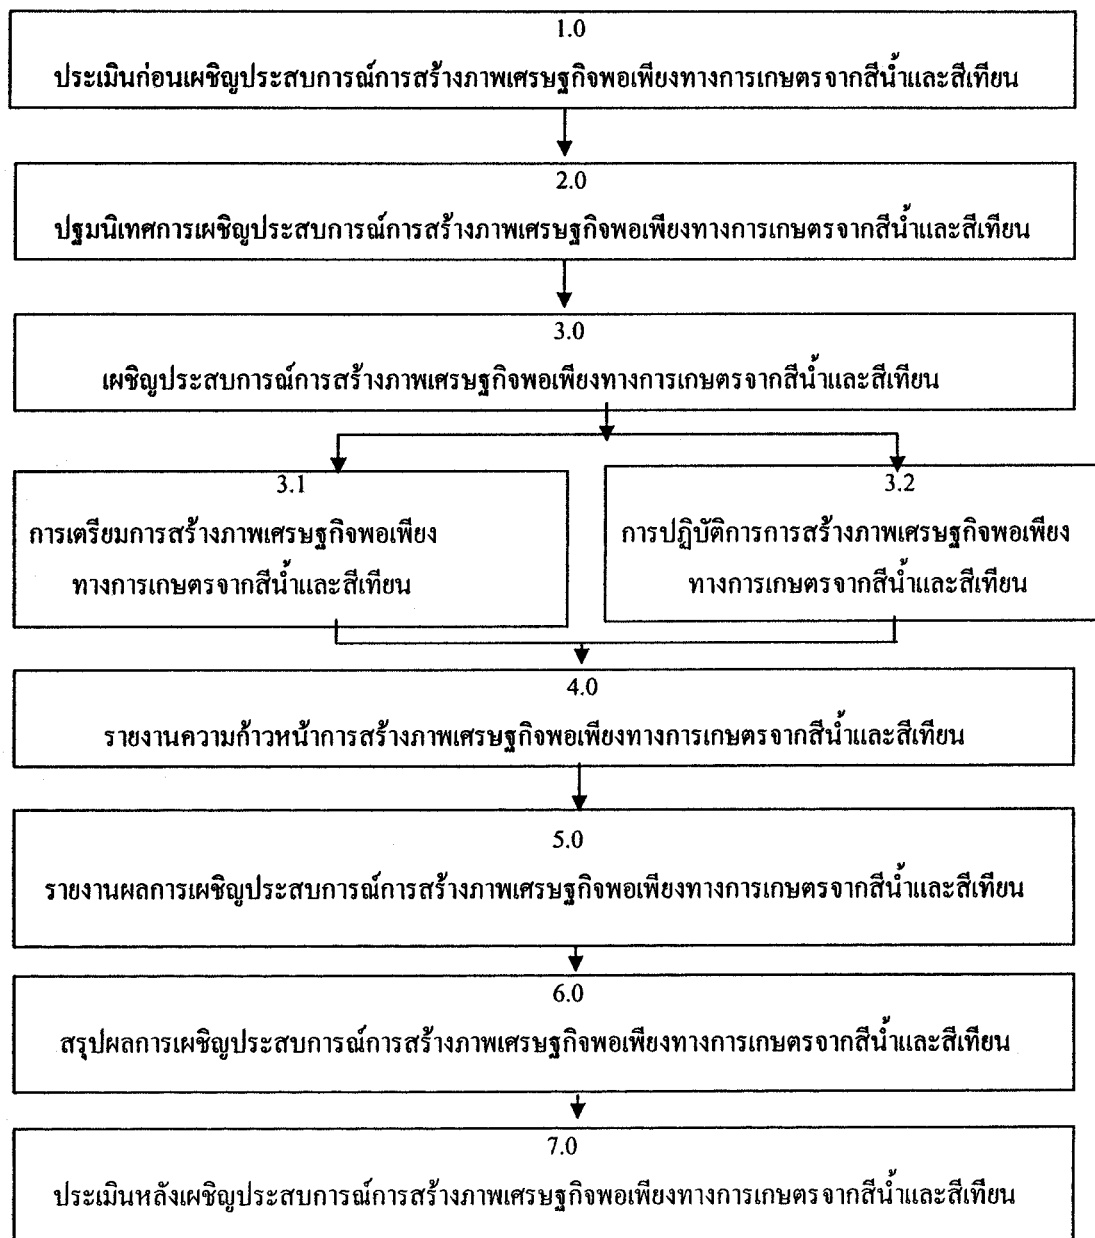 1.0
ประเมินก่อนเผชิญประสบการณ์การสร้างภาพเศรษฐกิจพอเพียงทางการเกษตรจากสีน้ำและสีเทียน
2.0
ปฐมนิเทศการเผชิญประสบการณ์การสร้างภาพเศรษฐกิจพอเพียงทางการเกษตรจากสีน้ำและสีเทียน
3.0
เผชิญประสบการณ์การสร้างภาพเศรษฐกิจพอเพียงทางการเกษตรจากสีน้ำและสีเทียน
3.1
การเตรียมการสร้างภาพเศรษฐกิจพอเพียง
ทางการเกษตรจากสีน้ำและสีเทียน
3.2
การปฏิบัติการการสร้างภาพเศรษฐกิจพอเพียง
ทางการเกษตรจากสีน้ำและสีเทียน
4.0
รายงานความก้าวหน้าการสร้างภาพเศรษฐกิจพอเพียงทางการเกษตรจากสีน้ำและสีเทียน
5.0
รายงานผลการเผชิญประสบการณ์การสร้างภาพเศรษฐกิจพอเพียงทางการเกษตรจากสีน้ำและสีเทียน
6.0
สรุปผลการเผชิญประสบการณ์การสร้างภาพเศรษฐกิจพอเพียงทางการเกษตรจากสีน้ำและสีเทียน
7.0
ประเมินหลังเผชิญประสบการณ์การสร้างภาพเศรษฐกิจพอเพียงทางการเกษตรจากสีน้ำและสีเทียน